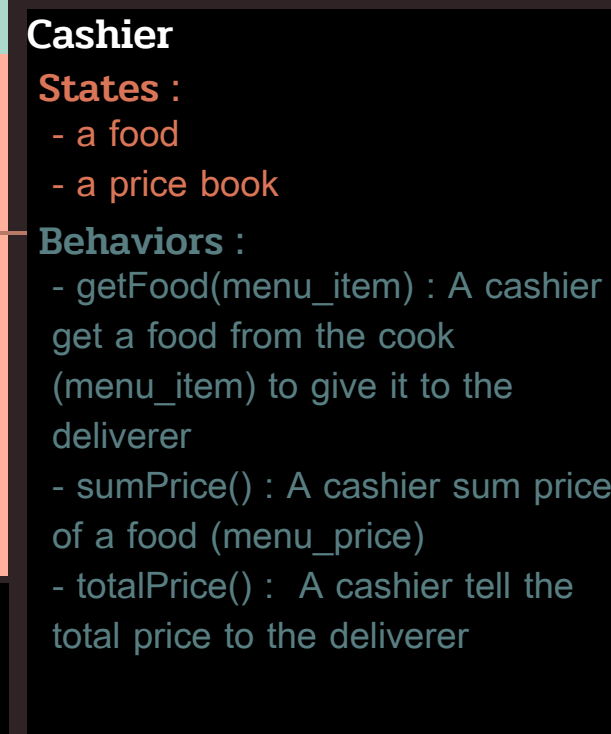 Cashier
States :
- a food
- a price book
Behaviors :
- getFood(menu_item) : A cashier
get a food from the cook
(menu_item) to give it to the
deliverer
- sumPrice() : A cashier sum price
of a food (menu_price)
- totalPrice() :  A cashier tell the
total price to the deliverer